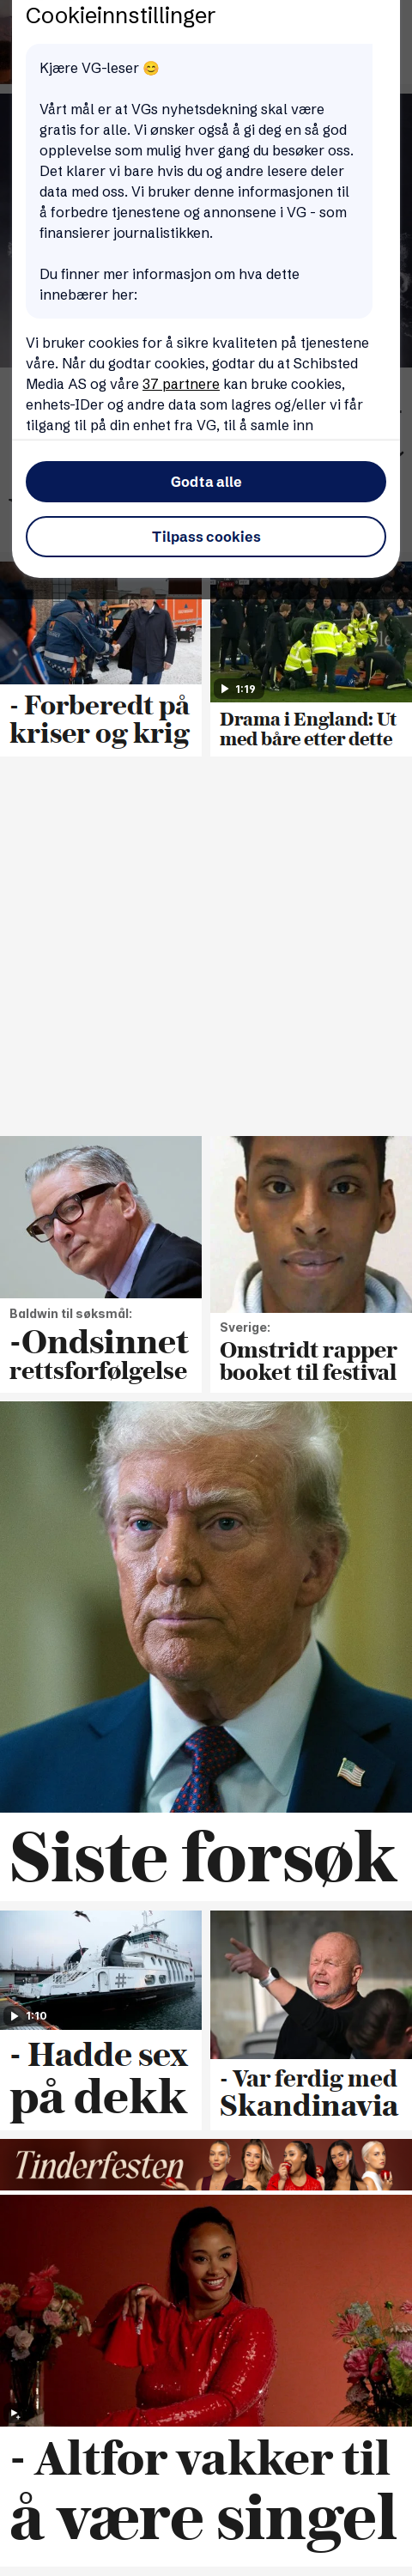 Cookieinnstillinger
Kjære VG-leser 😊
Vårt mål er at VGs nyhetsdekning skal være
gratis for alle. Vi ønsker også å gi deg en så god
opplevelse som mulig hver gang du besøker oss.
Det klarer vi bare hvis du og andre lesere deler
data med oss. Vi bruker denne informasjonen til
å forbedre tjenestene og annonsene i VG - som
finansierer journalistikken.
Du finner mer informasjon om hva dette
innebærer her:
Vi bruker cookies for å sikre kvaliteten på tjenestene
våre. Når du godtar cookies, godtar du at Schibsted
Media AS og våre 37 partnere kan bruke cookies,
enhets-IDer og andre data som lagres og/eller vi får
tilgang til på din enhet fra VG, til å samle inn
Godta alle
Tilpass cookies
- Forberedt på
kriser og krig
1:19
Drama i England: Ut
med båre etter dette
Baldwin til søksmål:
-Ondsinnet
rettsforfølgelse
Sverige:
Omstridt rapper
booket til festival
Siste forsøk
1:10
- Hadde sex
på dekk
- Var ferdig med
Skandinavia
Tinderfesten
- Altfor vakker til
å være singel